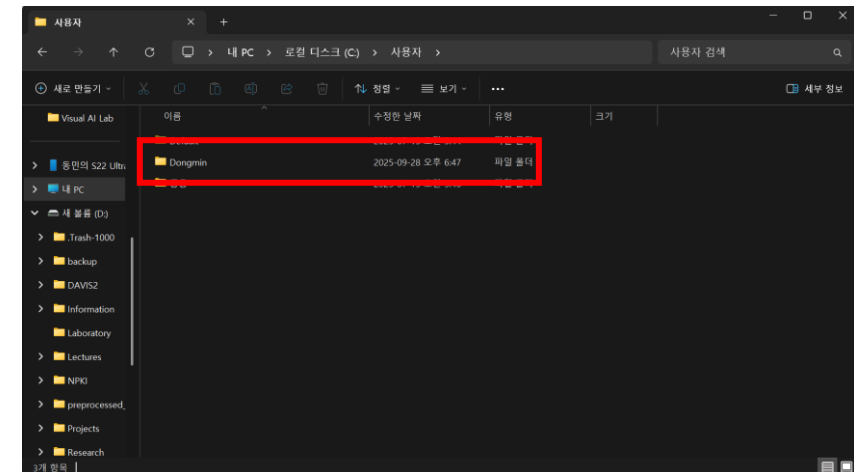 사용자
내 PC > 로컬 디스크 (C:) > 사용자 >
사용자 검색
새로 만들기
정렬
보기
세부 정보
이름
수정한 날짜
유형
크기
Visual AI Lab
Dongmin 2025-09-28 오후 6:47 파일 폴더
동민의 S22 Ultra
내 PC
새 볼륨 (D:)
.Trash-1000
backup
DAVIS2
Information
Laboratory
Lectures
NPKI
preprocessed_
Projects
Research
3개 항목